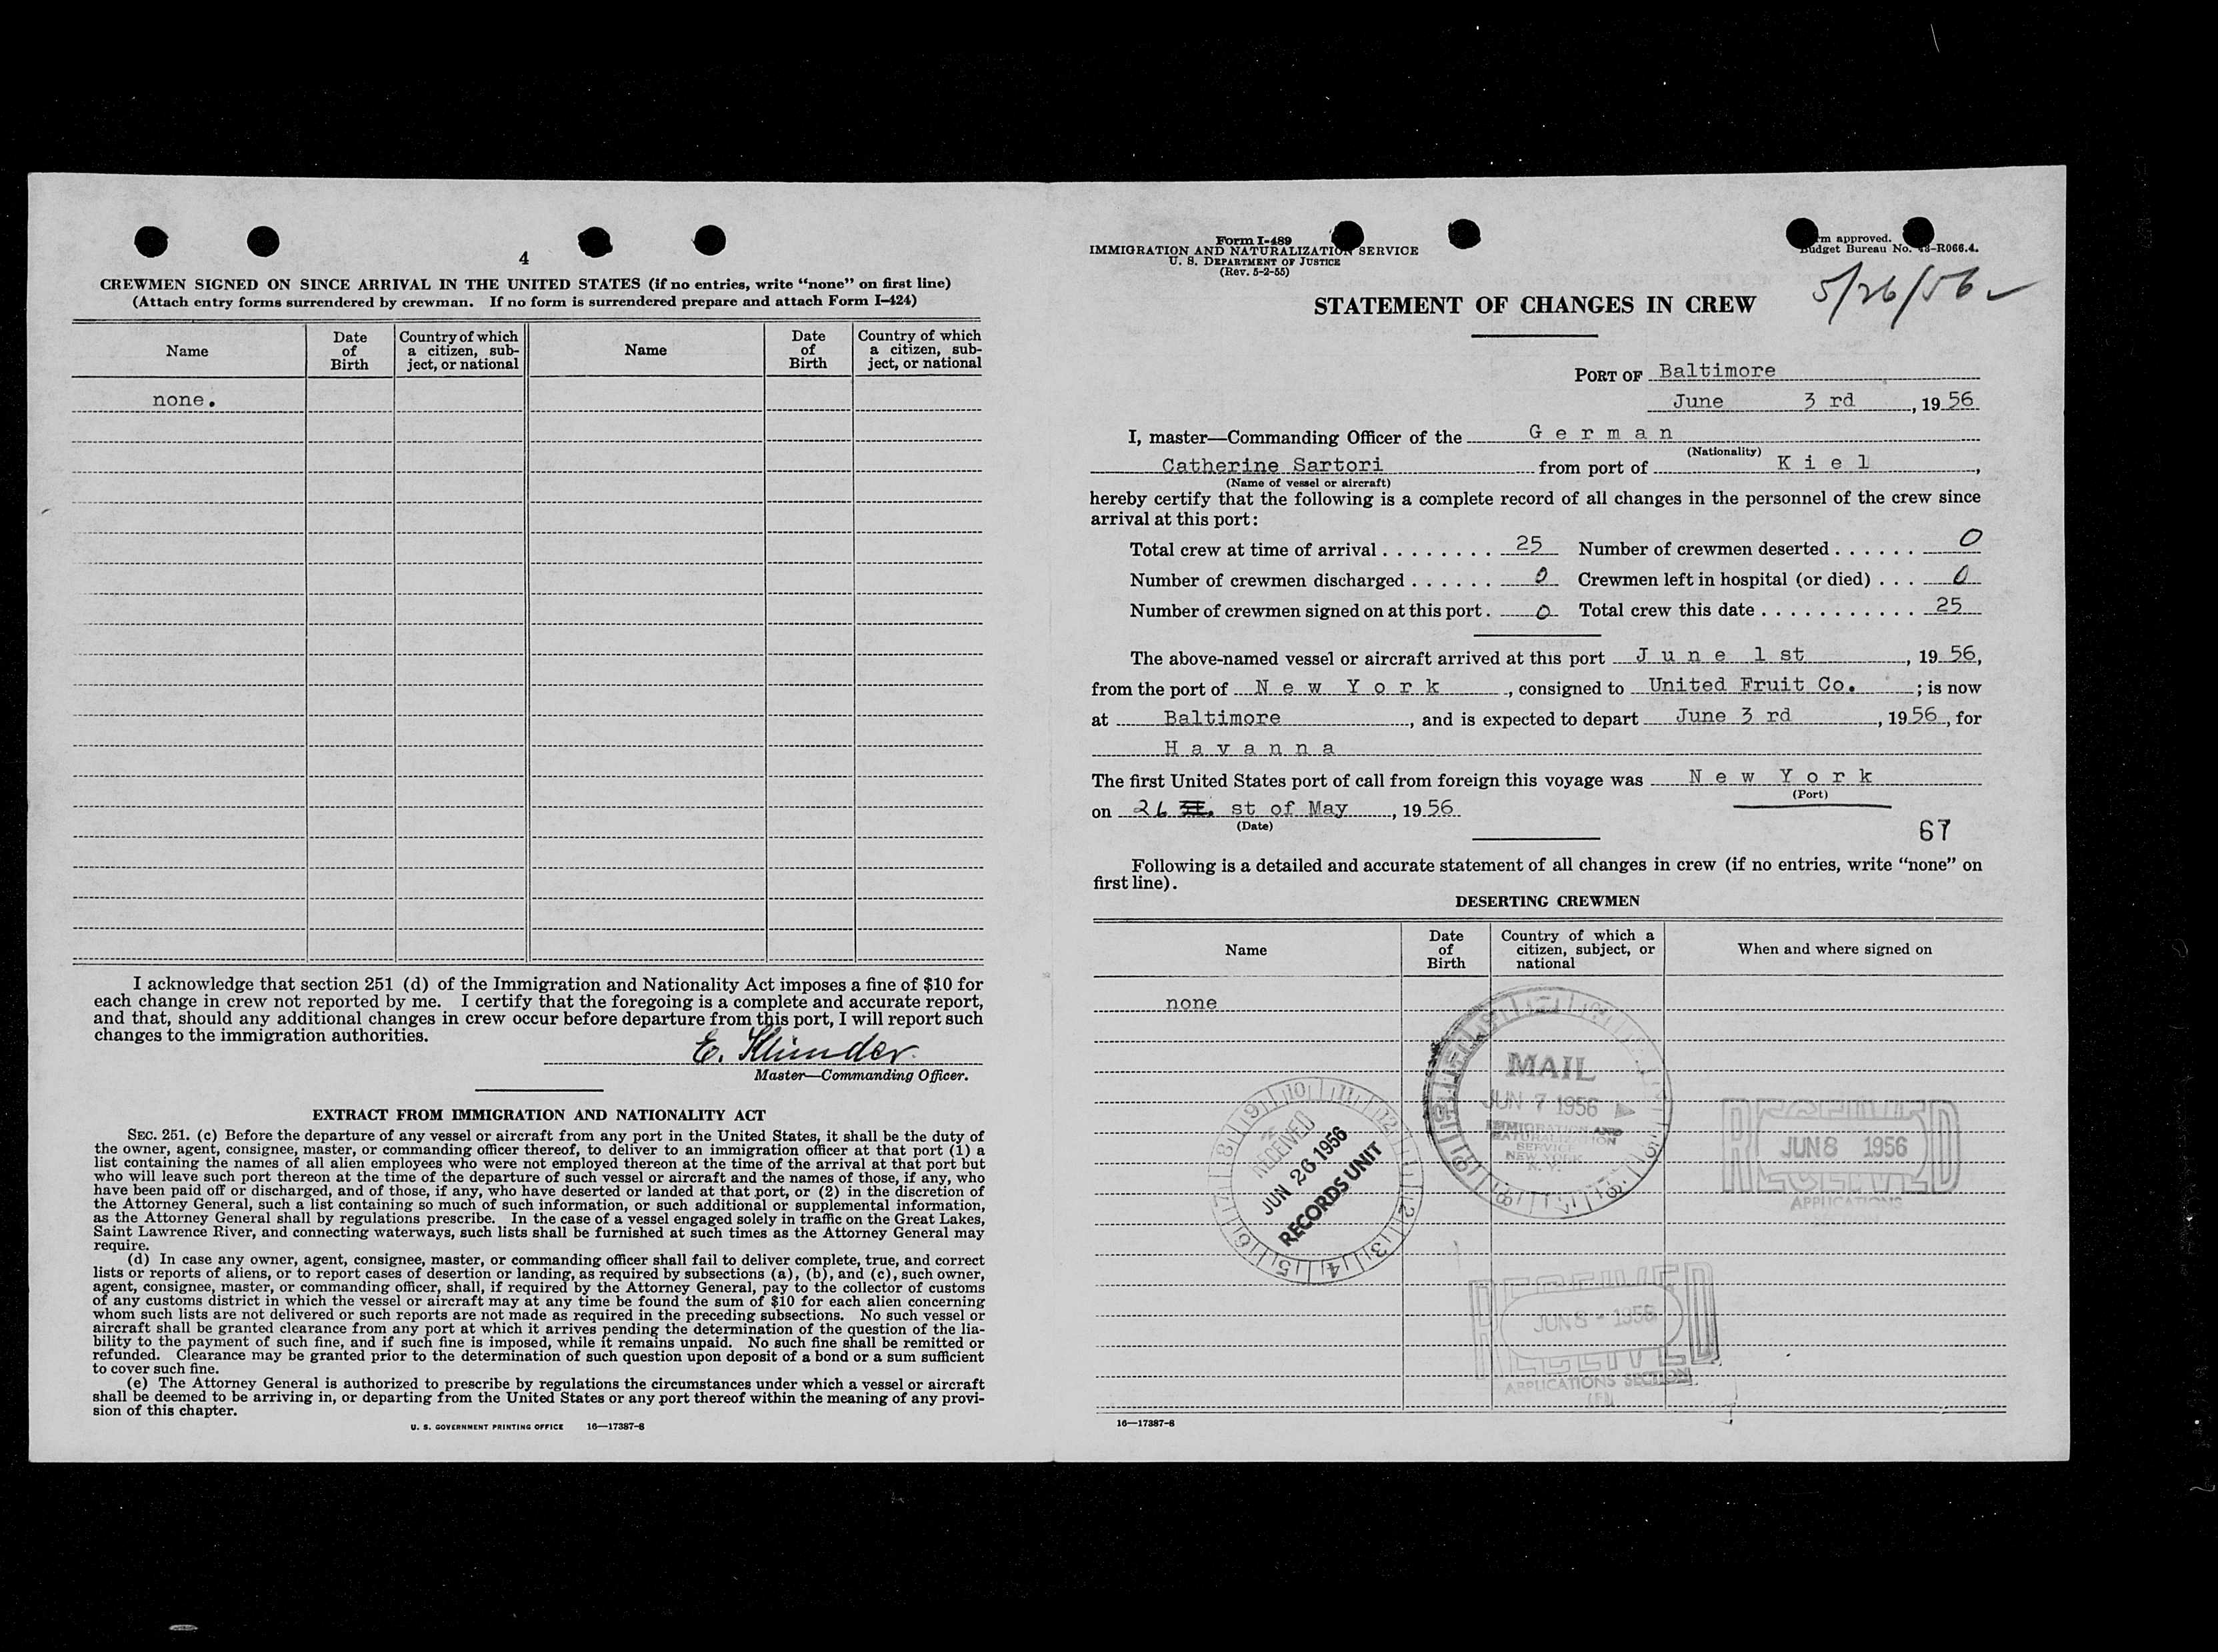 4
CREWMEN SIGNED ON SINCE ARRIVAL IN THE UNITED STATES (if no entries, write “none” on first line)
(Attach entry forms surrendered by crewman. If no form is surrendered prepare and attach Form I-424)
Name
Date of Birth
Country of which a citizen, sub-
ject, or national
Name
Date of Birth
Country of which a citizen, sub-
ject, or national
none.
I acknowledge that section 251 (d) of the Immigration and Nationality Act imposes a fine of $10 for
each change in crew not reported by me. I certify that the foregoing is a complete and accurate report,
and that, should any additional changes in crew occur before departure from this port, I will report such
changes to the immigration authorities.
E. Klünder
Master—Commanding Officer.
EXTRACT FROM IMMIGRATION AND NATIONALITY ACT
SEC. 251. (c) Before the departure of any vessel or aircraft from any port in the United States, it shall be the duty of
the owner, agent, consignee, master, or commanding officer thereof, to deliver to an immigration officer at that port (1) a
list containing the names of all alien employees who were not employed thereon at the time of the arrival at that port but
who will leave such port thereon at the time of the departure of such vessel or aircraft and the names of those, if any, who
have been paid off or discharged, and of those, if any, who have deserted or landed at that port, or (2) in the discretion of
the Attorney General, such a list containing so much of such information, or such additional or supplemental information,
as the Attorney General shall by regulations prescribe. In the case of a vessel engaged solely in traffic on the Great Lakes,
Saint Lawrence River, and connecting waterways, such lists shall be furnished at such times as the Attorney General may
require.
(d) In case any owner, agent, consignee, master, or commanding officer shall fail to deliver complete, true, and correct
lists or reports of aliens, or to report cases of desertion or landing, as required by subsections (a), (b), and (c), such owner,
agent, consignee, master, or commanding officer, shall, if required by the Attorney General, pay to the collector of customs
of any customs district in which the vessel or aircraft may at any time be found the sum of $10 for each alien concerning
whom such lists are not delivered or such reports are not made as required in the preceding subsections. No such vessel or
aircraft shall be granted clearance from any port at which it arrives pending the determination of the question of the lia-
bility to the payment of such fine, and if such fine is imposed, while it remains unpaid. No such fine shall be remitted or
refunded. Clearance may be granted prior to the determination of such question upon deposit of a bond or a sum sufficient
to cover such fine.
(e) The Attorney General is authorized to prescribe by regulations the circumstances under which a vessel or aircraft
shall be deemed to be arriving in, or departing from the United States or any port thereof within the meaning of any provi-
sion of this chapter.
U. S. GOVERNMENT PRINTING OFFICE 16—17387-8
Form I-489
IMMIGRATION AND NATURALIZATION SERVICE
U. S. DEPARTMENT OF JUSTICE
(Rev. 5-2-55)
approved.
Budget Bureau No. 43-R066.4.
5/26/56
STATEMENT OF CHANGES IN CREW
PORT OF Baltimore
June 3 rd, 19 56
I, master—Commanding Officer of the German
(Nationality)
Catherine Sartori from port of Kiel,
(Name of vessel or aircraft)
hereby certify that the following is a complete record of all changes in the personnel of the crew since
arrival at this port:
Total crew at time of arrival . . . . . . . . 25 Number of crewmen deserted . . . . . . 0
Number of crewmen discharged . . . . . . 0 Crewmen left in hospital (or died) . . . 0
Number of crewmen signed on at this port . 0 Total crew this date . . . . . . . . . . . 25
The above-named vessel or aircraft arrived at this port June 1 st, 19 56,
from the port of New York, consigned to United Fruit Co. ; is now
at Baltimore, and is expected to depart June 3 rd, 19 56, for
Havanna
The first United States port of call from foreign this voyage was New York
(Port)
on 26 st of May, 19 56
(Date)
67
Following is a detailed and accurate statement of all changes in crew (if no entries, write “none” on
first line).
DESERTING CREWMEN
Name
Date of Birth
Country of which a citizen, subject, or national
When and where signed on
none
MAIL
JUN 7 1956
IMMIGRATION AND
NATURALIZATION
SERVICE
NEW YORK
N. Y.
RECEIVED
JUN 26 1956
RECORDS UNIT
RECEIVED
JUN 8 1956
APPLICATIONS
RECEIVED
JUN 8 - 1956
APPLICATIONS SECTION
16—17387-8